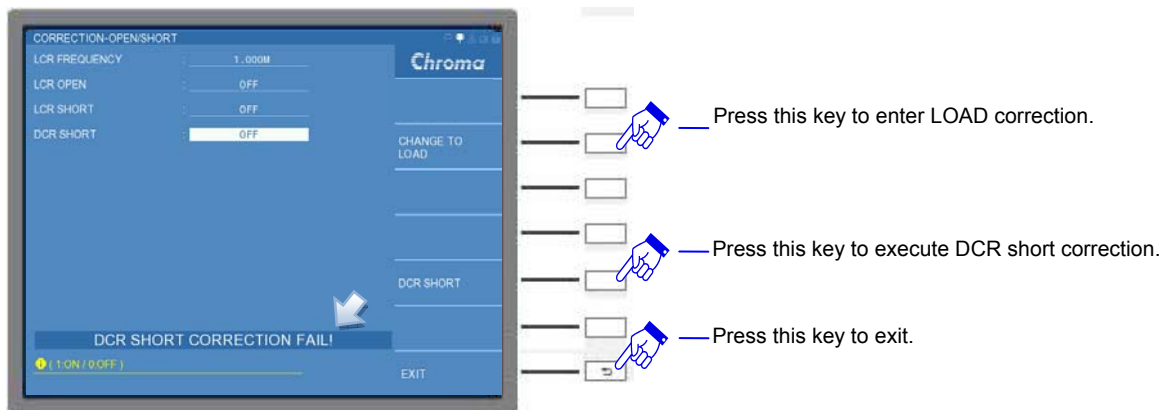 CORRECTION-OPEN/SHORT
Chroma
LCR FREQUENCY : 1.000M
LCR OPEN : OFF
LCR SHORT : OFF
DCR SHORT : OFF
CHANGE TO
LOAD
DCR SHORT
DCR SHORT CORRECTION FAIL!
( 1:ON / 0:OFF )
EXIT
Press this key to enter LOAD correction.
Press this key to execute DCR short correction.
Press this key to exit.